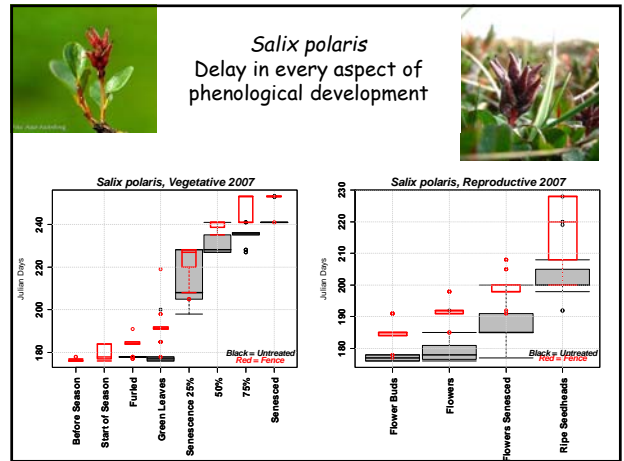 Salix polaris
Delay in every aspect of
phenological development
Salix polaris, Vegetative 2007
Julian Days
240
220
200
180
Black = Untreated
Red = Fence
Before Season
Start of Season
Furled
Green Leaves
Senescence 25%
50%
75%
Senesced
Salix polaris, Reproductive 2007
Julian Days
230
220
210
200
190
180
Black = Untreated
Red = Fence
Flower Buds
Flowers
Flowers Senesced
Ripe Seedheads